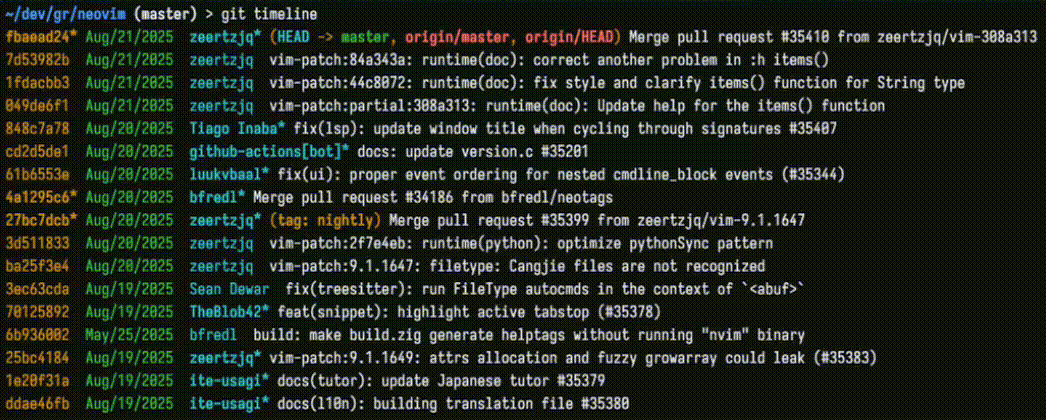 ~/dev/gr/neovim (master) > git timeline
fbaead24* Aug/21/2025 zeertzjq* (HEAD -> master, origin/master, origin/HEAD) Merge pull request #35410 from zeertzjq/vim-308a313
7d53982b Aug/21/2025 zeertzjq vim-patch:84a343a: runtime(doc): correct another problem in :h items()
1fdacbb3 Aug/21/2025 zeertzjq vim-patch:44c8072: runtime(doc): fix style and clarify items() function for String type
049de6f1 Aug/21/2025 zeertzjq vim-patch:partial:308a313: runtime(doc): Update help for the items() function
848c7a78 Aug/20/2025 Tiago Inaba* fix(lsp): update window title when cycling through signatures #35407
cd2d5de1 Aug/20/2025 github-actions[bot]* docs: update version.c #35201
61b6553e Aug/20/2025 luukvbaal* fix(ui): proper event ordering for nested cmdline_block events (#35344)
4a1295c6* Aug/20/2025 bfredl* Merge pull request #34186 from bfredl/neotags
27bc7dcb* Aug/20/2025 zeertzjq* (tag: nightly) Merge pull request #35399 from zeertzjq/vim-9.1.1647
3d511833 Aug/20/2025 zeertzjq vim-patch:2f7e4eb: runtime(python): optimize pythonSync pattern
ba25f3e4 Aug/20/2025 zeertzjq vim-patch:9.1.1647: filetype: Cangjie files are not recognized
3ec63cda Aug/19/2025 Sean Dewar fix(treesitter): run FileType autocmds in the context of `<abuf>`
70125892 Aug/19/2025 TheBlob42* feat(snippet): highlight active tabstop (#35378)
6b936002 May/25/2025 bfredl build: make build.zig generate helptags without running "nvim" binary
25bc4184 Aug/19/2025 zeertzjq* vim-patch:9.1.1649: attrs allocation and fuzzy growarray could leak (#35383)
1e20f31a Aug/19/2025 ite-usagi* docs(tutor): update Japanese tutor #35379
ddae46fb Aug/19/2025 ite-usagi* docs(l10n): building translation file #35380